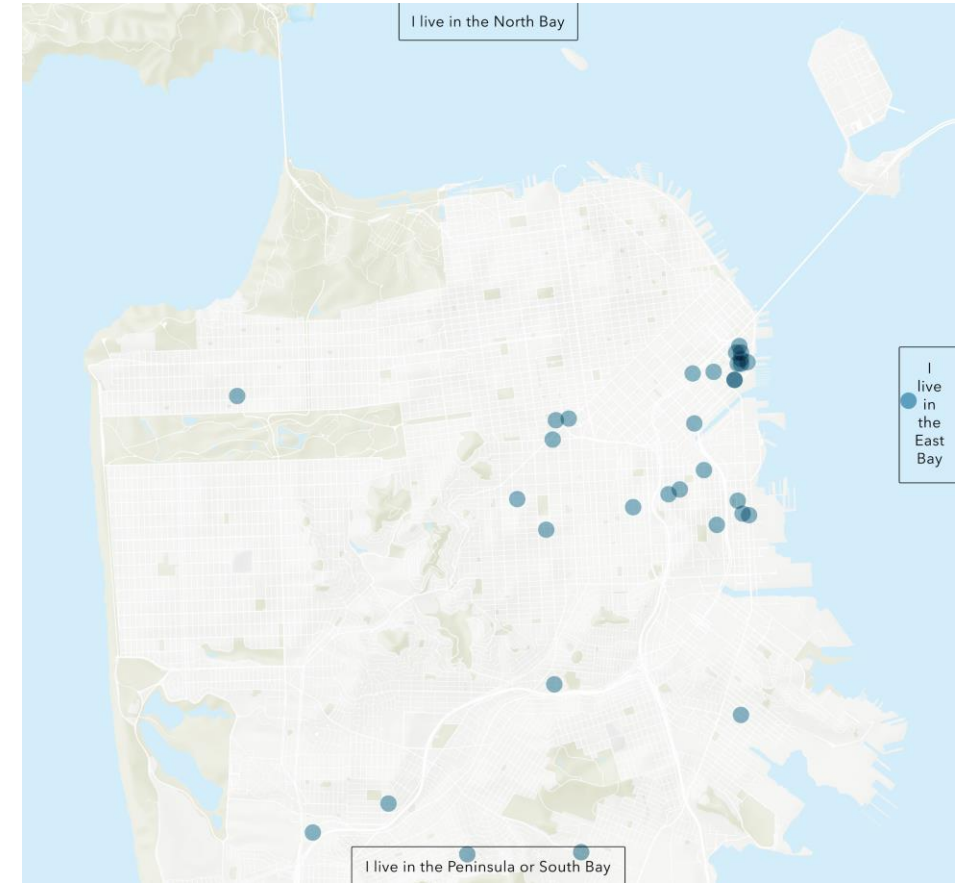 I live in the North Bay
I
live
in
the
East
Bay
I live in the Peninsula or South Bay